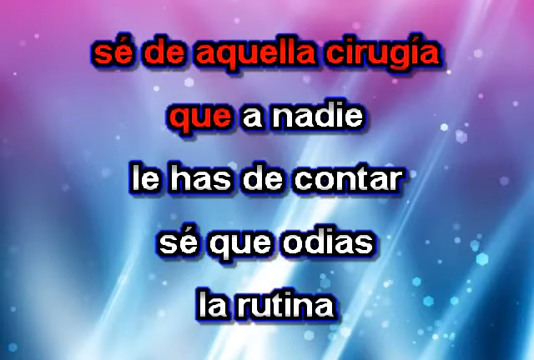 sé de aquella cirugía
que a nadie
le has de contar
sé que odias
la rutina